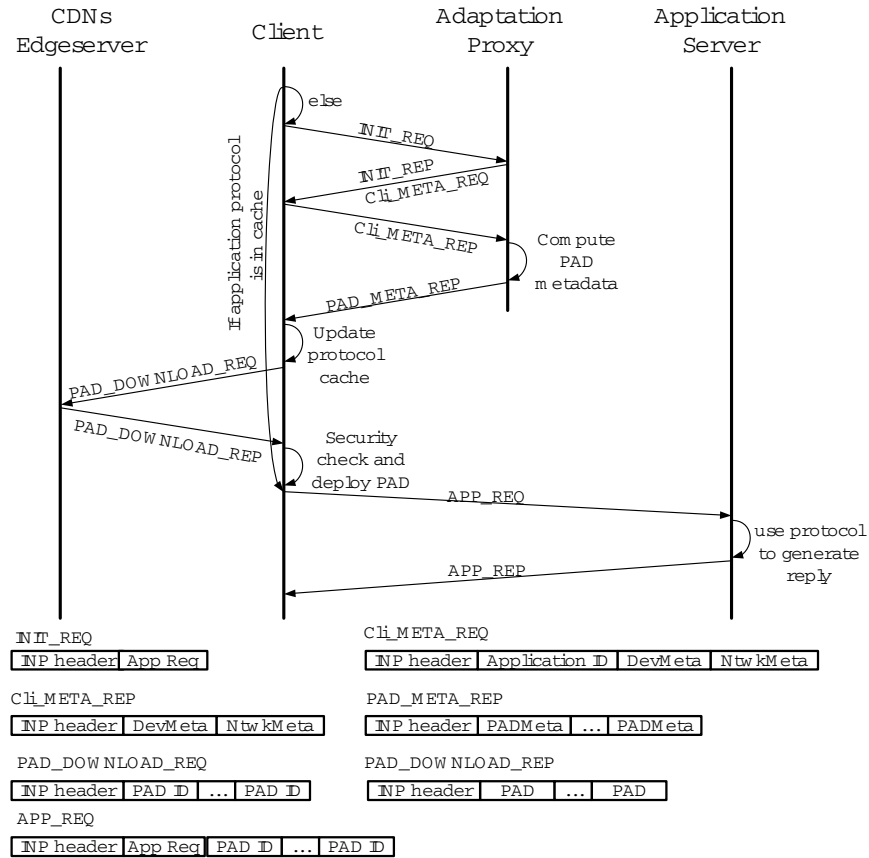 CDNs
Edgeserver
Client
Adaptation
Proxy
Application
Server
else
INIT_REQ
INIT_REP
Cli_META_REQ
If application protocol
is in cache
Cli_META_REP
Compute
PAD
metadata
PAD_META_REP
Update
protocol
cache
PAD_DOWNLOAD_REQ
PAD_DOWNLOAD_REP
Security
check and
deploy PAD
APP_REQ
use protocol
to generate
reply
APP_REP
INIT_REQ
INP header App Req
Cli_META_REQ
INP header Application ID DevMeta NtwkMeta
Cli_META_REP
INP header DevMeta NtwkMeta
PAD_META_REP
INP header PADMeta ... PADMeta
PAD_DOWNLOAD_REQ
INP header PAD ID ... PAD ID
PAD_DOWNLOAD_REP
INP header PAD ... PAD
APP_REQ
INP header App Req PAD ID ... PAD ID